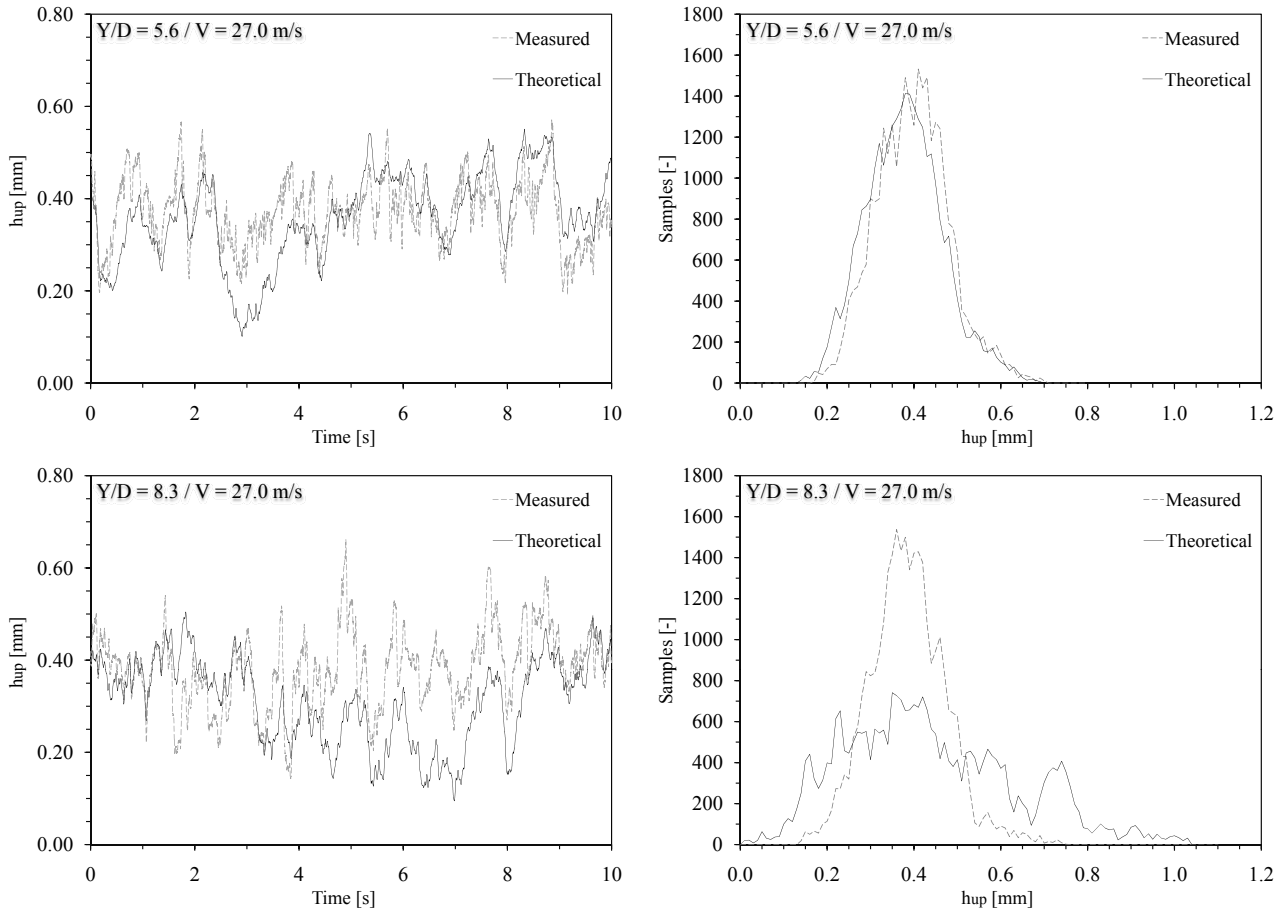 Y/D = 5.6 / V = 27.0 m/s
Measured
Theoretical
hup [mm]
0.80
0.60
0.40
0.20
0.00
0 2 4 6 8 10
Time [s]
Y/D = 5.6 / V = 27.0 m/s
Measured
Theoretical
Samples [-]
1800
1600
1400
1200
1000
800
600
400
200
0
0.0 0.2 0.4 0.6 0.8 1.0 1.2
hup [mm]
Y/D = 8.3 / V = 27.0 m/s
Measured
Theoretical
hup [mm]
0.80
0.60
0.40
0.20
0.00
0 2 4 6 8 10
Time [s]
Y/D = 8.3 / V = 27.0 m/s
Measured
Theoretical
Samples [-]
1800
1600
1400
1200
1000
800
600
400
200
0
0.0 0.2 0.4 0.6 0.8 1.0 1.2
hup [mm]